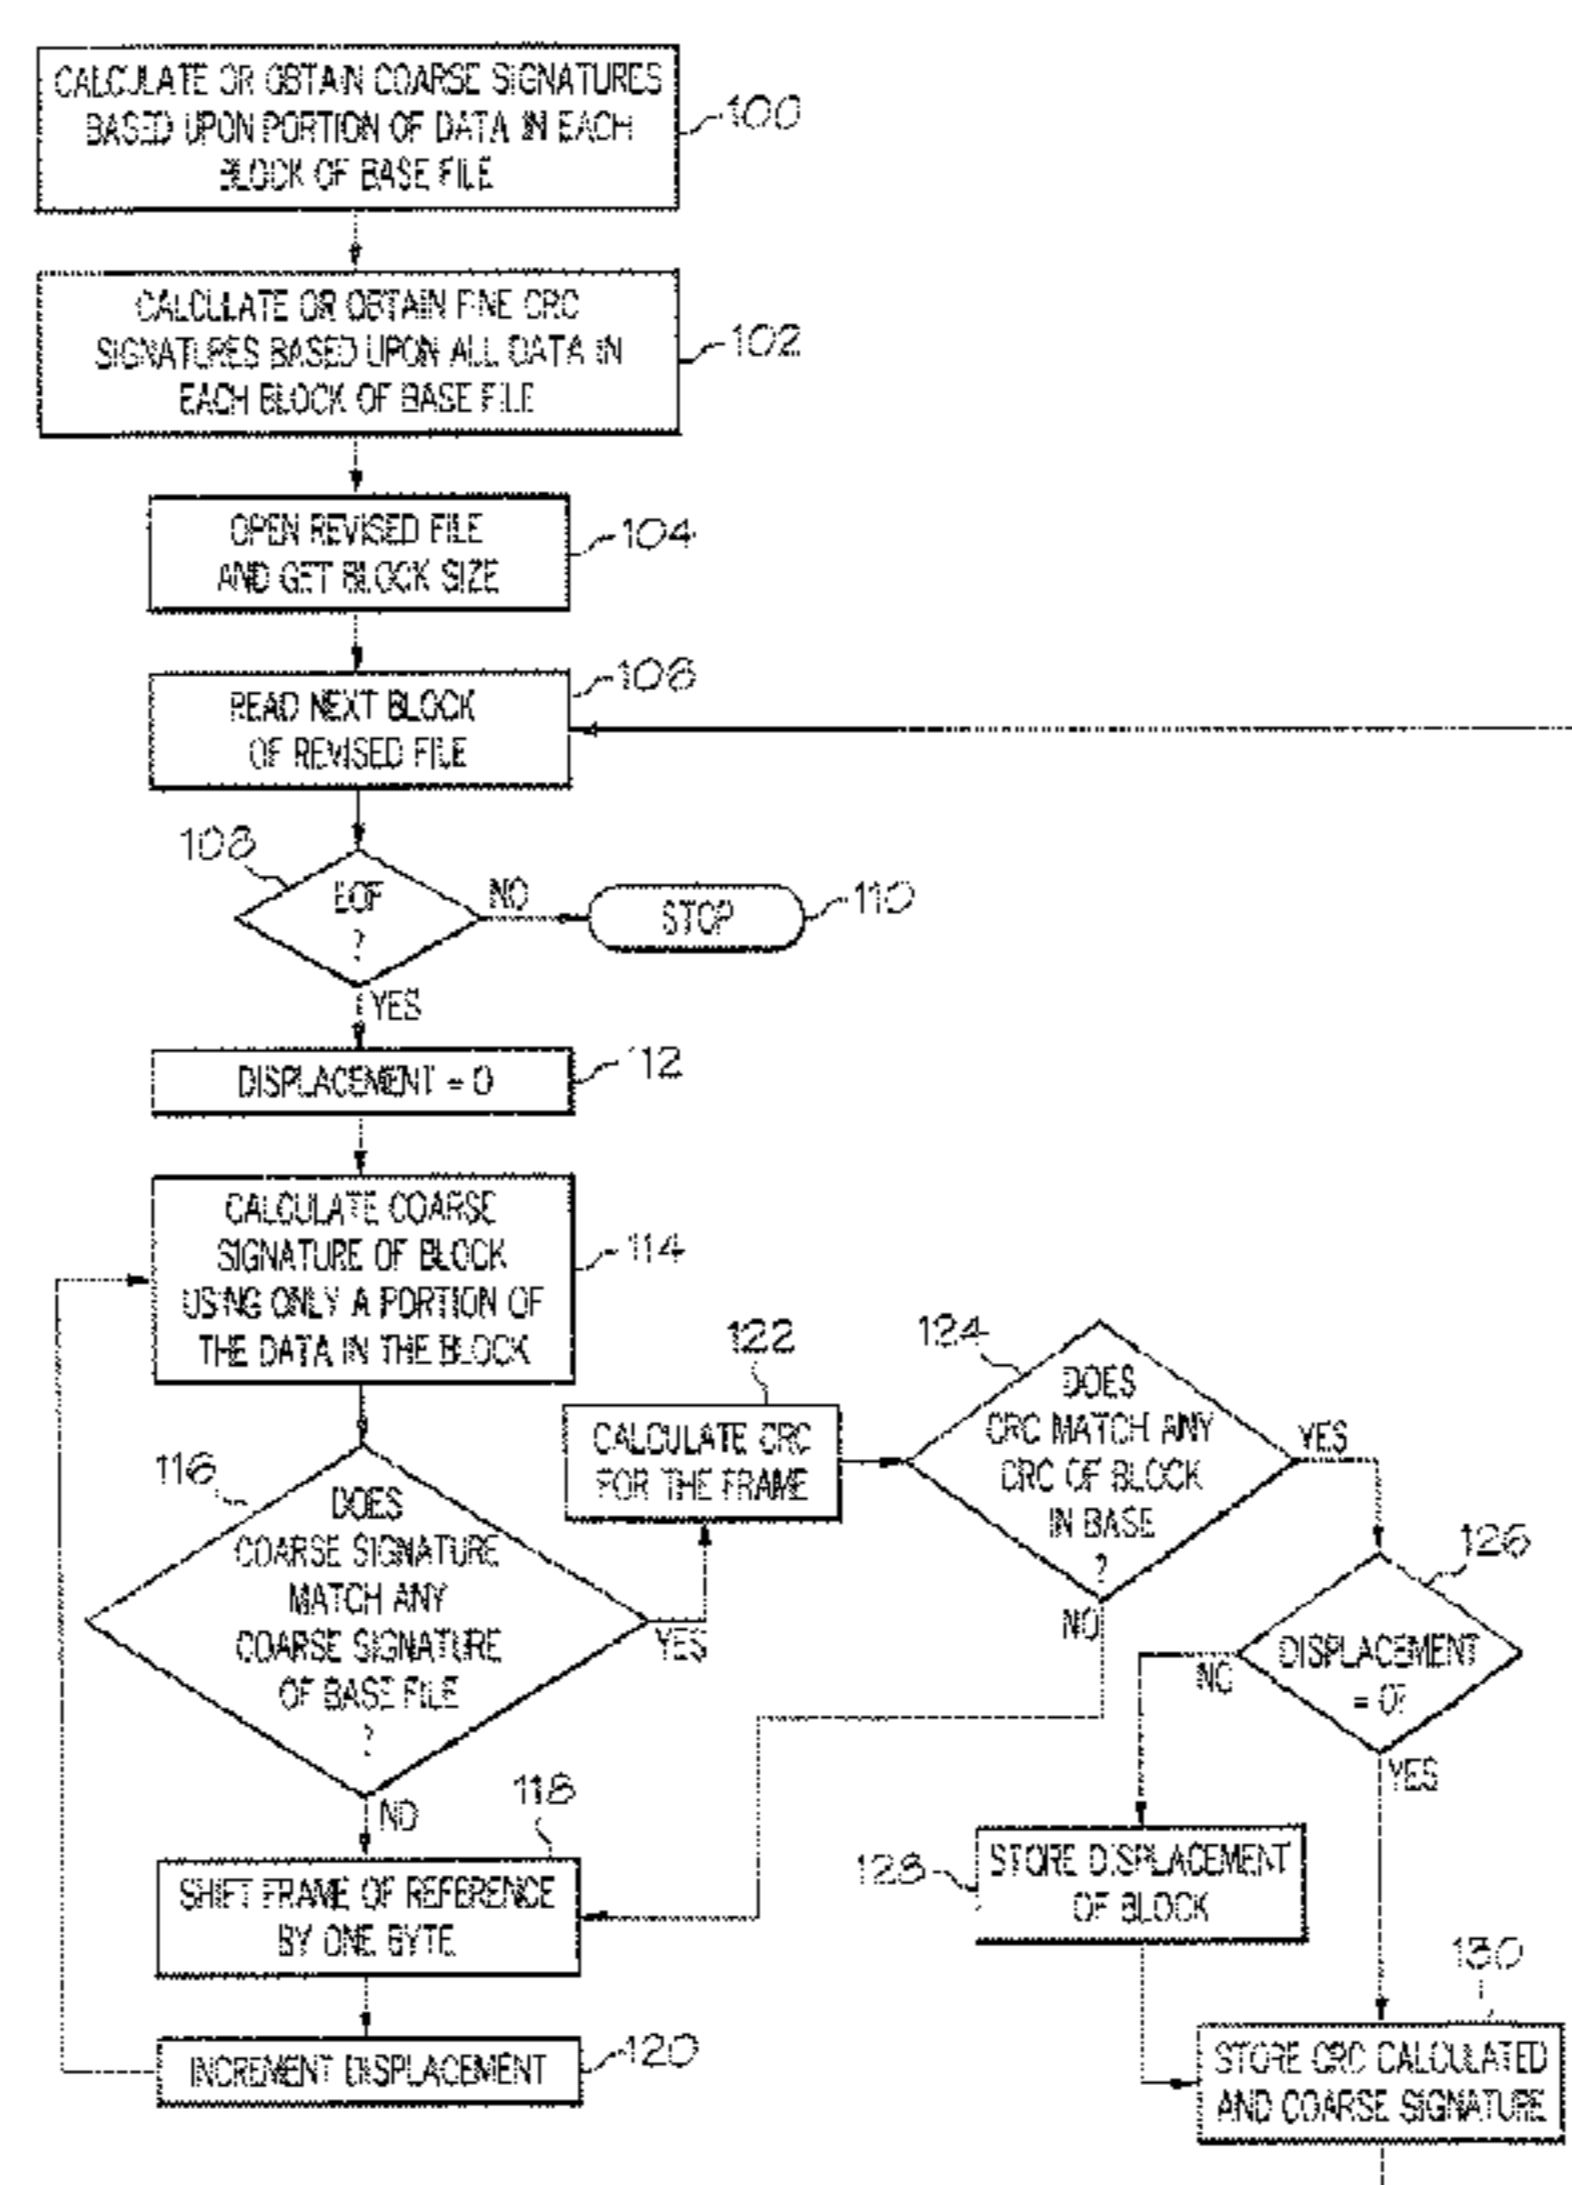 CALCULATE OR OBTAIN COARSE SIGNATURES
BASED UPON PORTION OF DATA IN EACH
BLOCK OF BASE FILE
100
CALCULATE OR OBTAIN FINE CRC
SIGNATURES BASED UPON ALL DATA IN
EACH BLOCK OF BASE FILE
102
OPEN REVISED FILE
AND GET BLOCK SIZE
104
READ NEXT BLOCK
OF REVISED FILE
106
108
EOF
?
NO
STOP
110
YES
DISPLACEMENT = 0
112
CALCULATE COARSE
SIGNATURE OF BLOCK
USING ONLY A PORTION OF
THE DATA IN THE BLOCK
114
116
DOES
COARSE SIGNATURE
MATCH ANY
COARSE SIGNATURE
OF BASE FILE
?
YES
NO
122
CALCULATE CRC
FOR THE FRAME
124
DOES
CRC MATCH ANY
CRC OF BLOCK
IN BASE
?
YES
NO
126
DISPLACEMENT
= 0?
NO
YES
118
SHIFT FRAME OF REFERENCE
BY ONE BYTE
128
STORE DISPLACEMENT
OF BLOCK
120
INCREMENT DISPLACEMENT
130
STORE CRC CALCULATED
AND COARSE SIGNATURE